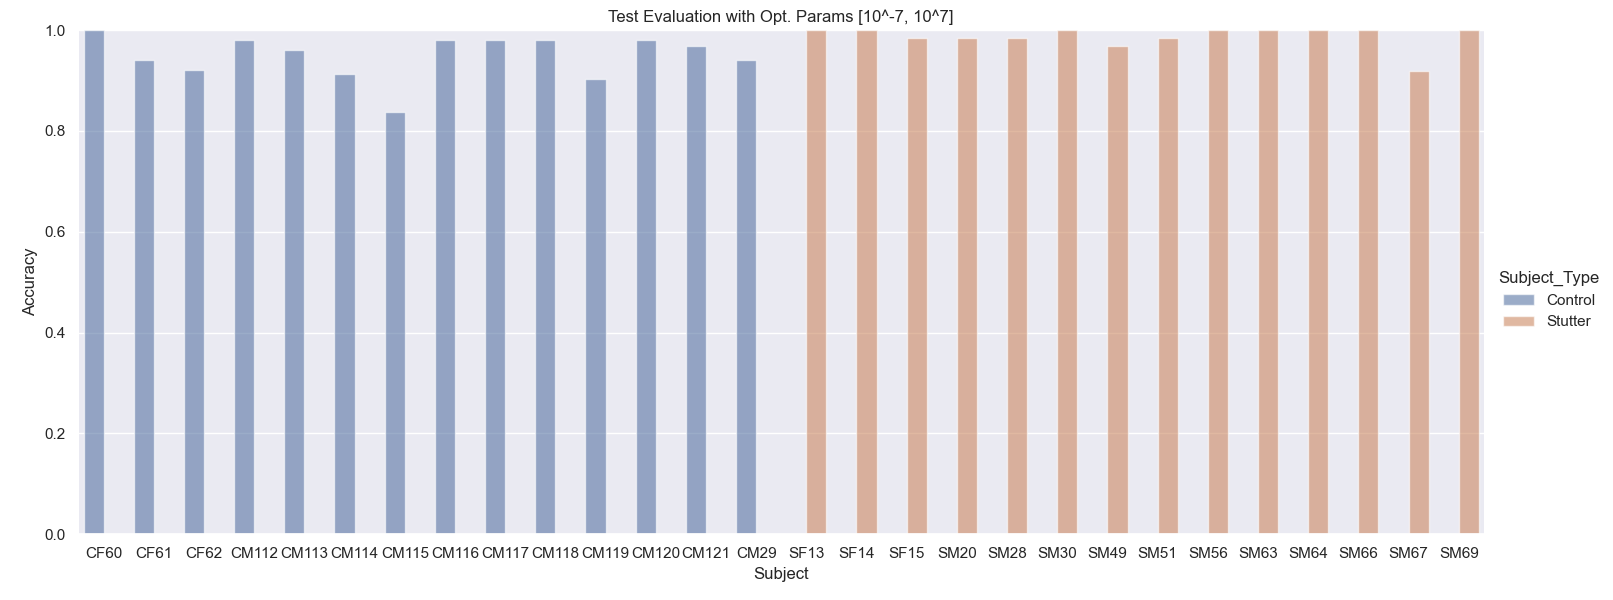 Test Evaluation with Opt. Params [10^-7, 10^7]
1.0
0.8
0.6
0.4
0.2
0.0
Accuracy
CF60 CF61 CF62 CM112 CM113 CM114 CM115 CM116 CM117 CM118 CM119 CM120 CM121 CM29 SF13 SF14 SF15 SM20 SM28 SM30 SM49 SM51 SM56 SM63 SM64 SM66 SM67 SM69
Subject
Subject_Type
Control
Stutter